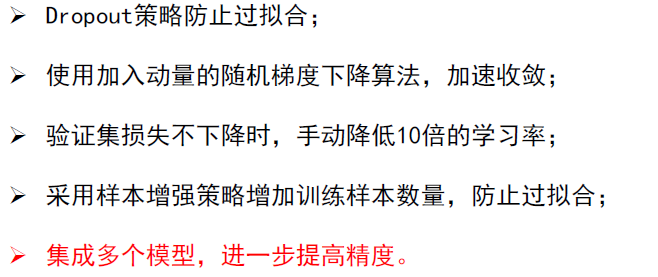 ➢ Dropout策略防止过拟合；
➢ 使用加入动量的随机梯度下降算法，加速收敛；
➢ 验证集损失不下降时，手动降低10倍的学习率；
➢ 采用样本增强策略增加训练样本数量，防止过拟合；
➢ 集成多个模型，进一步提高精度。